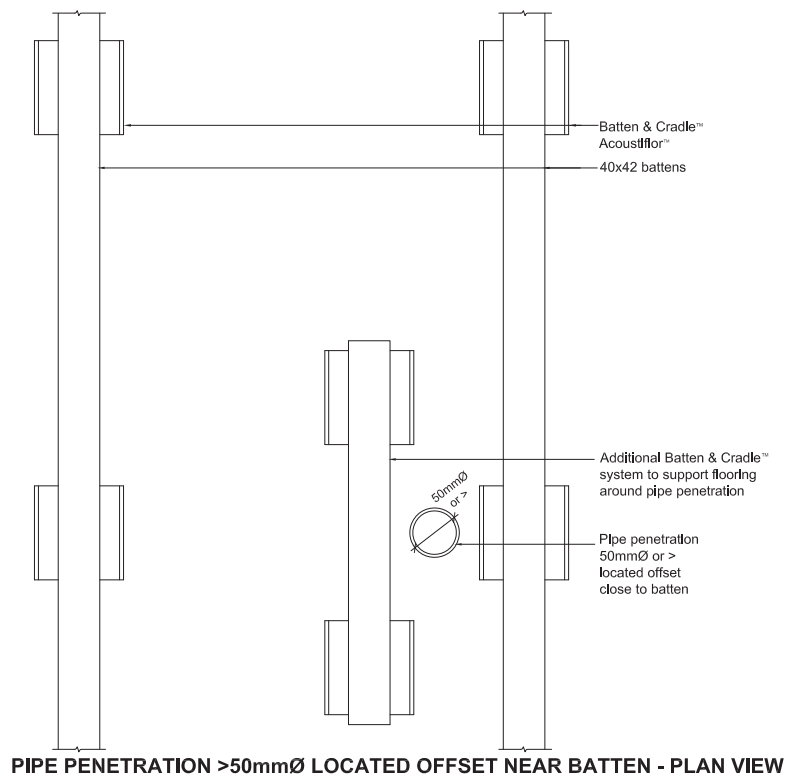 Batten & Cradle™
Acoustiflor™
40x42 battens
Additional Batten & Cradle™
system to support flooring
around pipe penetration
50mmØ
or >
Pipe penetration
50mmØ or >
located offset
close to batten
PIPE PENETRATION >50mmØ LOCATED OFFSET NEAR BATTEN - PLAN VIEW